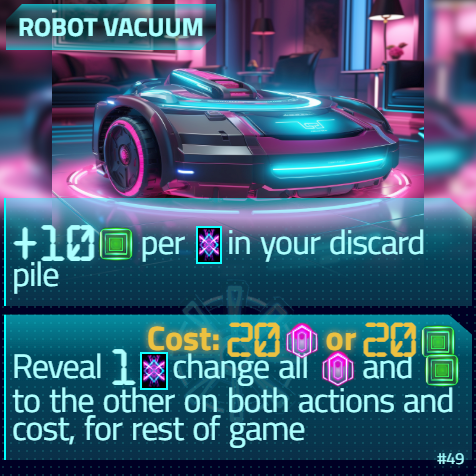 ROBOT VACUUM
+10 per in your discard
pile
Cost: 20 or 20
Reveal 1 change all and
to the other on both actions and
cost, for rest of game
#49